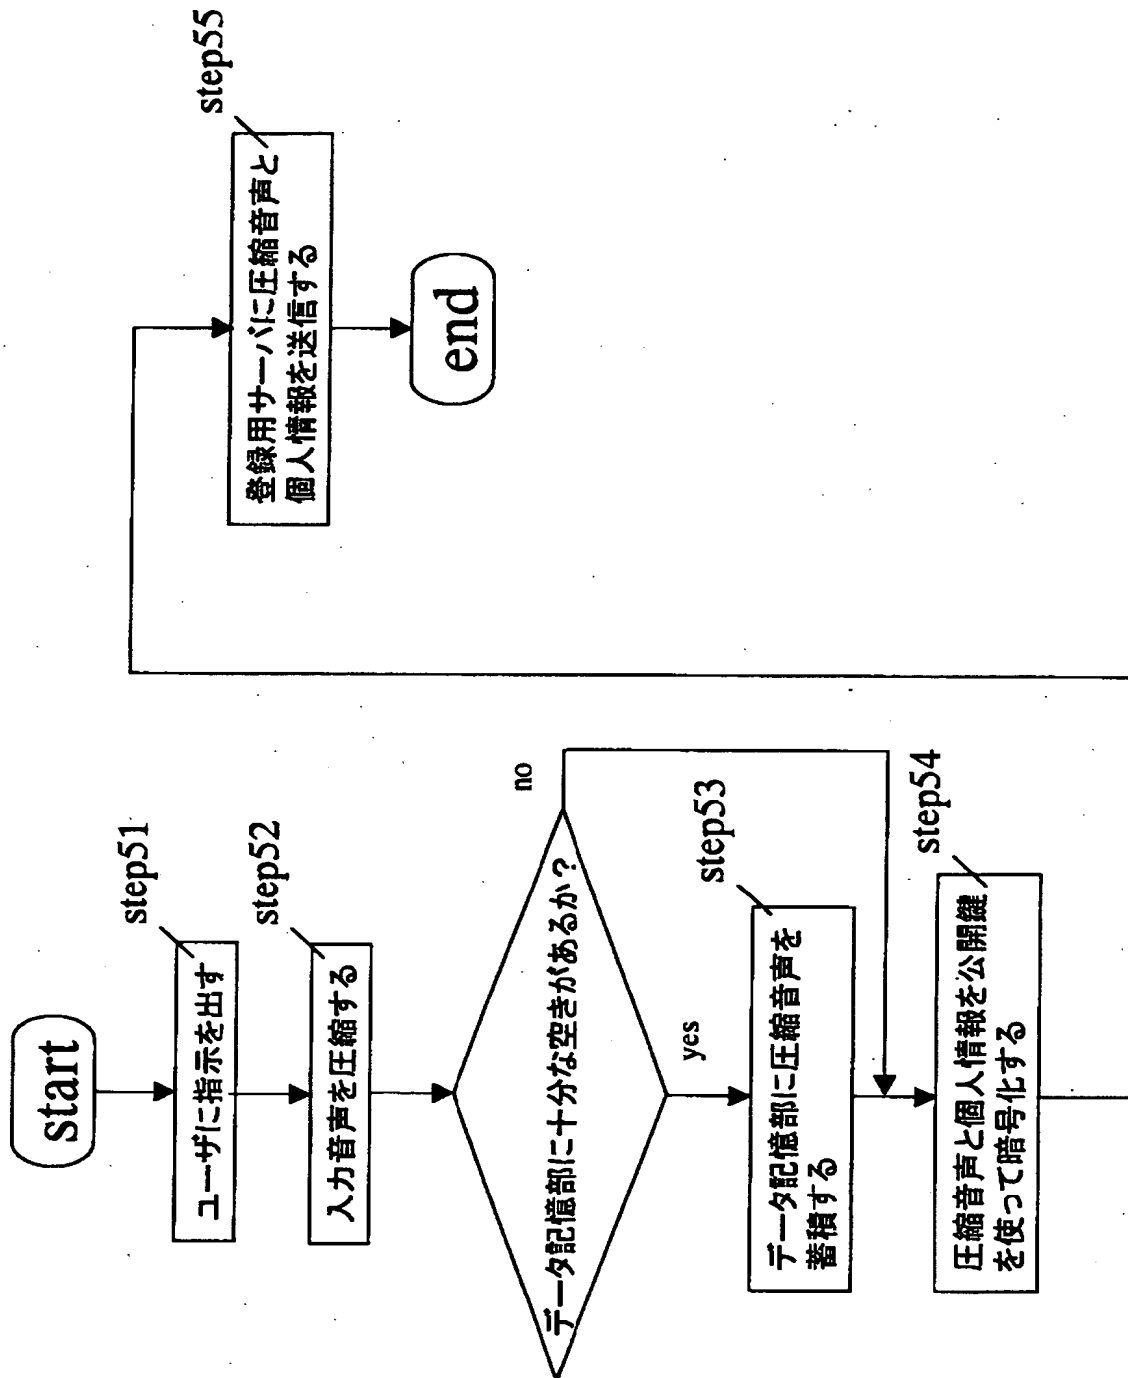 start
step51
ユーザに指示を出す
step52
入力音声を圧縮する
データ記憶部に十分な空きがあるか?
no
yes
step53
データ記憶部に圧縮音声を
蓄積する
step54
圧縮音声と個人情報を公開鍵
を使って暗号化する
step55
登録用サーバに圧縮音声と
個人情報を送信する
end